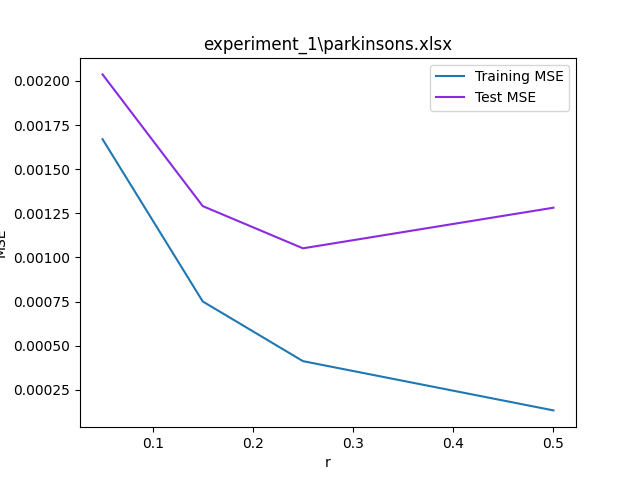 experiment_1\parkinsons.xlsx
Training MSE
Test MSE
0.00200
0.00175
0.00150
0.00125
0.00100
0.00075
0.00050
0.00025
MSE
0.1 0.2 0.3 0.4 0.5
r